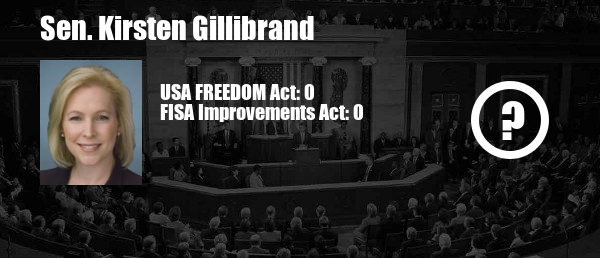 Sen. Kirsten Gillibrand
USA FREEDOM Act: 0
FISA Improvements Act: 0
?